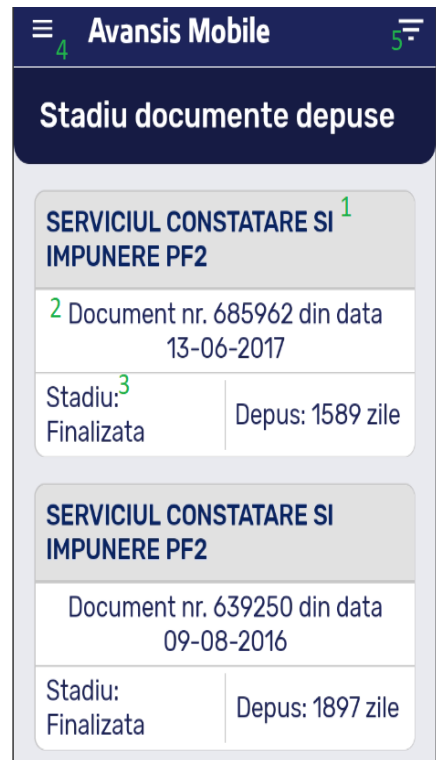 Avansis Mobile
4
5
Stadiu documente depuse
SERVICIUL CONSTATARE SI 1
IMPUNERE PF2
2 Document nr. 685962 din data
13-06-2017
Stadiu: 3
Finalizata
Depus: 1589 zile
SERVICIUL CONSTATARE SI
IMPUNERE PF2
Document nr. 639250 din data
09-08-2016
Stadiu:
Finalizata
Depus: 1897 zile